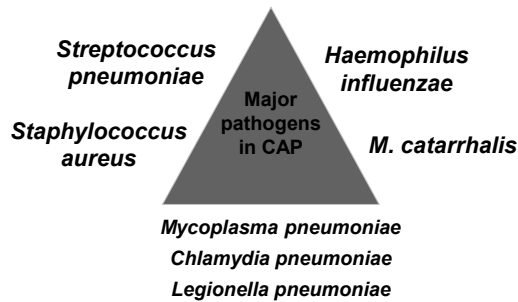 Streptococcus
pneumoniae
Haemophilus
influenzae
Major
pathogens
in CAP
Staphylococcus
aureus
M. catarrhalis
Mycoplasma pneumoniae
Chlamydia pneumoniae
Legionella pneumoniae